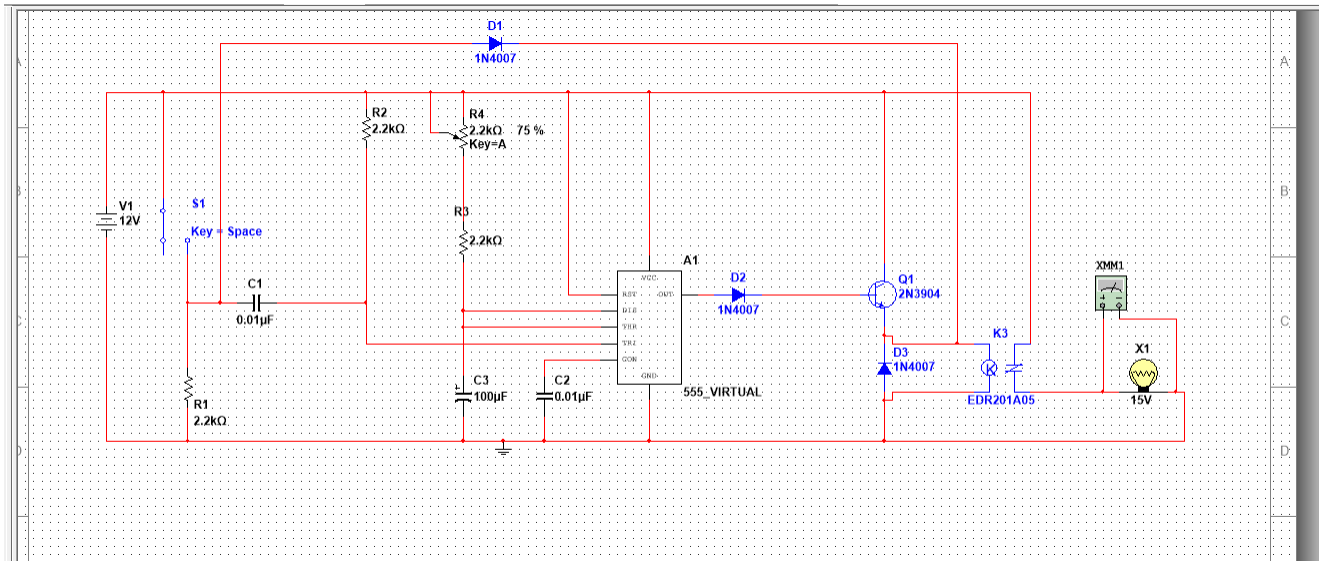 D1
1N4007
A
A
R2
2.2kΩ
R4
2.2kΩ 75 %
Key=A
B
B
V1
12V
S1
Key = Space
R3
2.2kΩ
C1
0.01µF
A1
VCC
RST
OUT
DIS
THR
TRI
CON
GND
555_VIRTUAL
D2
1N4007
Q1
2N3904
XMM1
C
K3
D3
1N4007
EDR201A05
X1
15V
C3
100µF
C2
0.01µF
R1
2.2kΩ
D
D